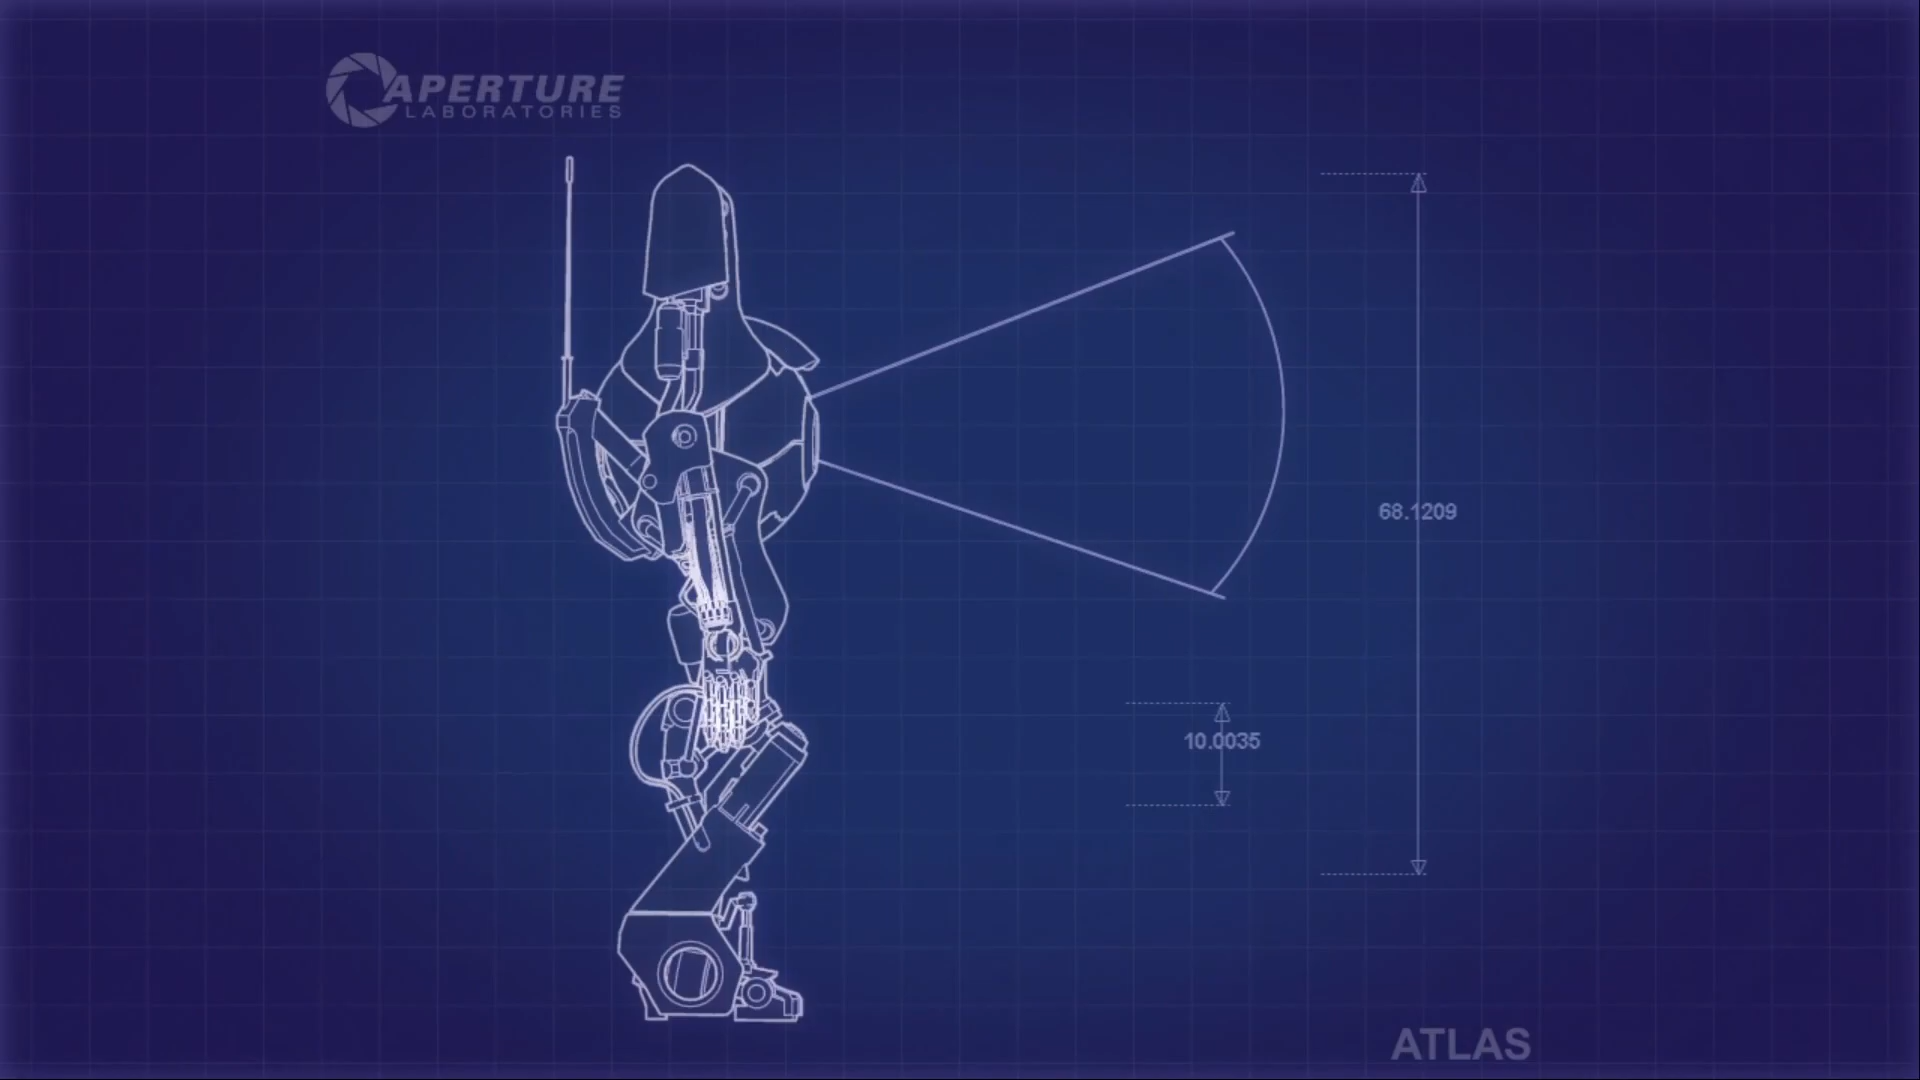 APERTURE
LABORATORIES
68.1209
10.0035
ATLAS